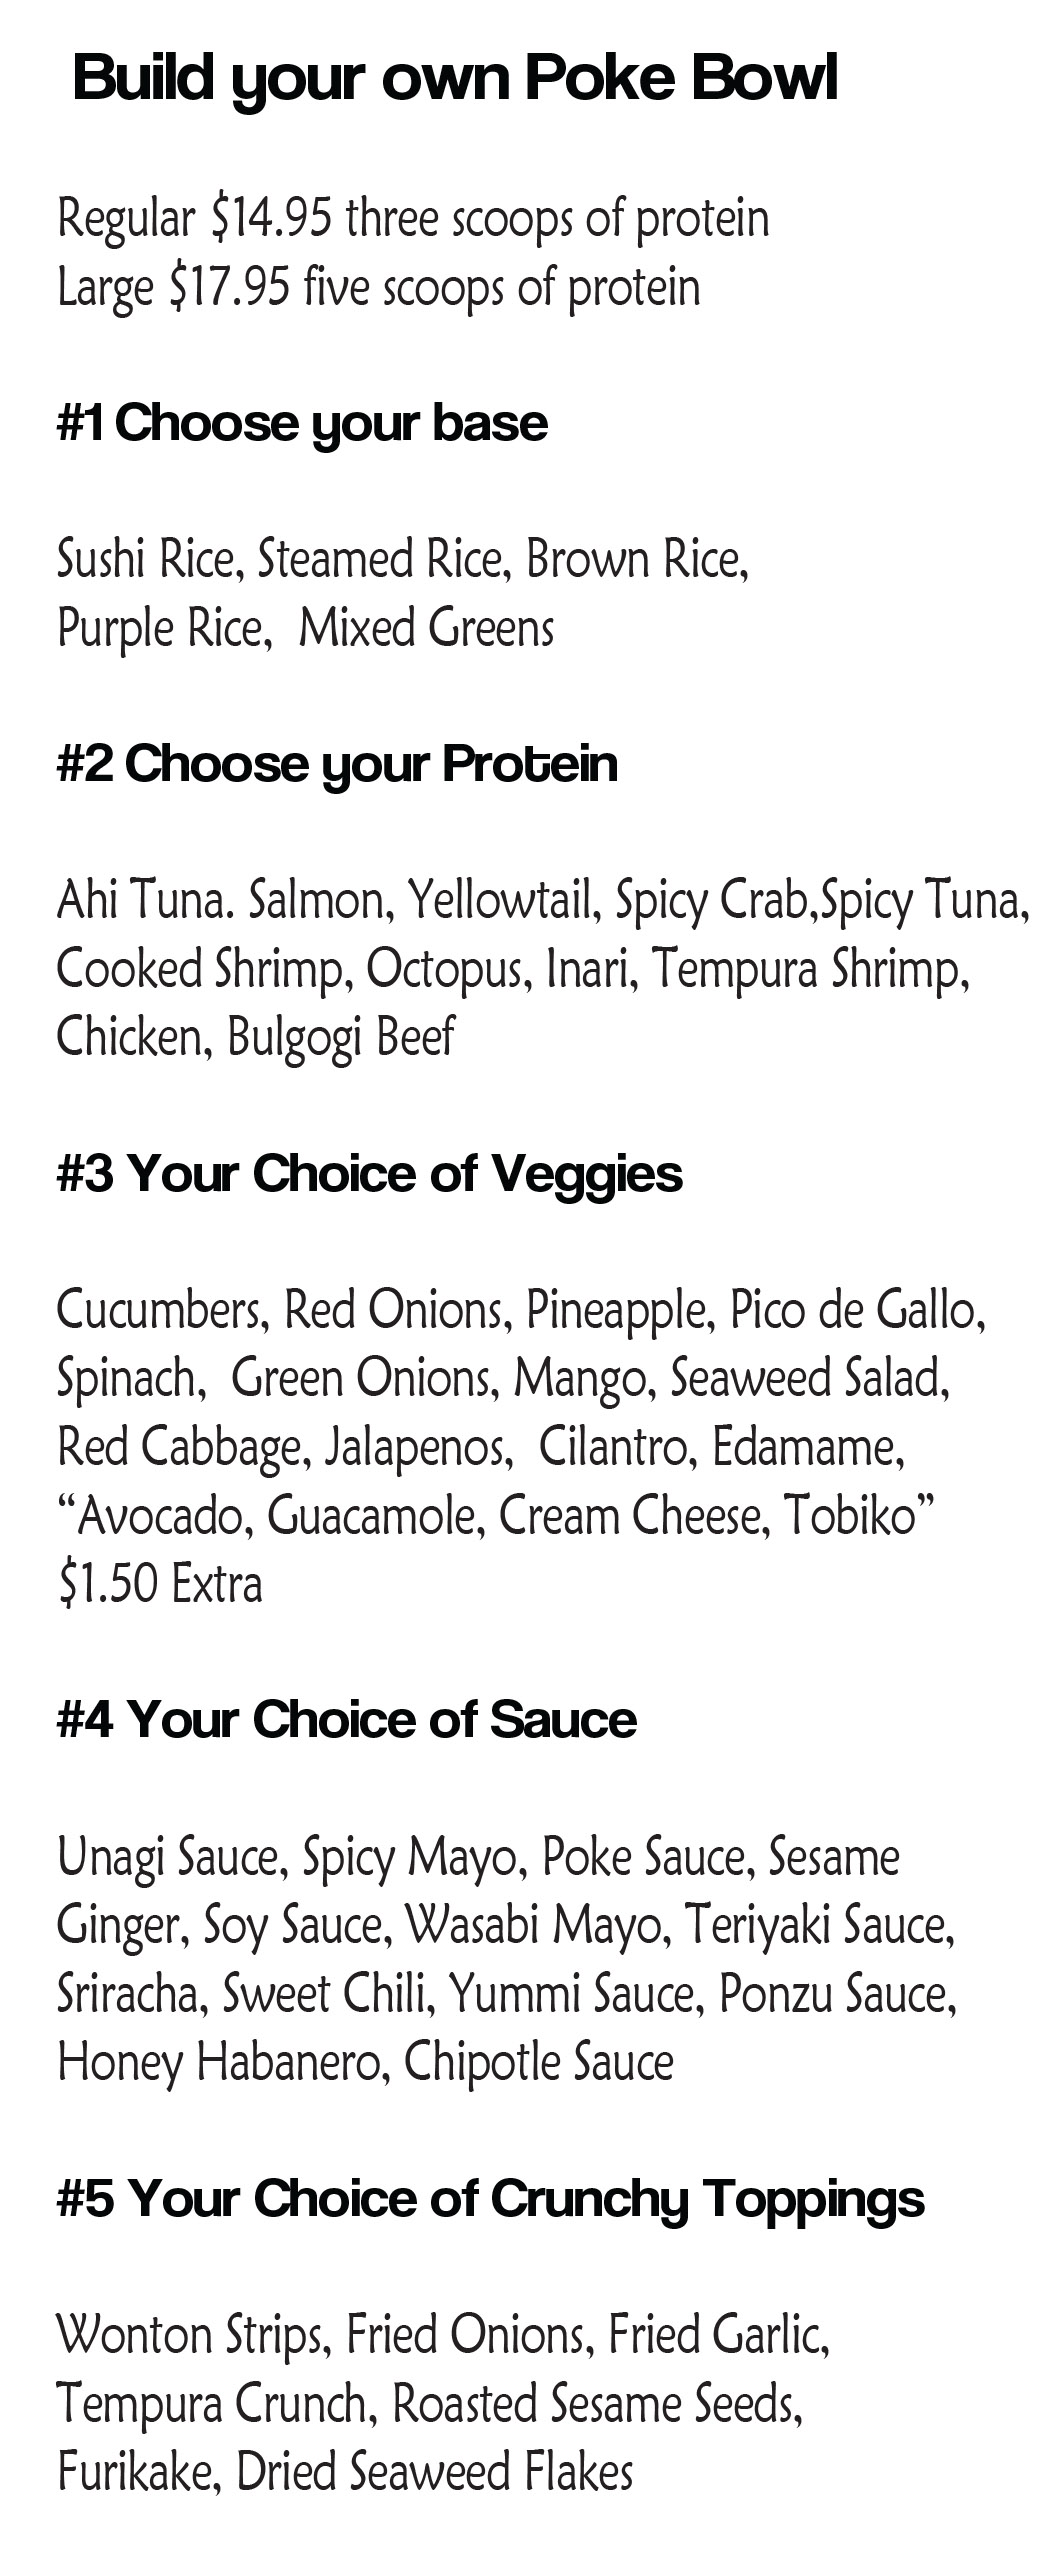 Build your own Poke Bowl
Regular $14.95 three scoops of protein
Large $17.95 five scoops of protein
#1 Choose your base
Sushi Rice, Steamed Rice, Brown Rice,
Purple Rice,  Mixed Greens
#2 Choose your Protein
Ahi Tuna. Salmon, Yellowtail, Spicy Crab,Spicy Tuna,
Cooked Shrimp, Octopus, Inari, Tempura Shrimp,
Chicken, Bulgogi Beef
#3 Your Choice of Veggies
Cucumbers, Red Onions, Pineapple, Pico de Gallo,
Spinach,  Green Onions, Mango, Seaweed Salad,
Red Cabbage, Jalapenos,  Cilantro, Edamame,
“Avocado, Guacamole, Cream Cheese, Tobiko”
$1.50 Extra
#4 Your Choice of Sauce
Unagi Sauce, Spicy Mayo, Poke Sauce, Sesame
Ginger, Soy Sauce, Wasabi Mayo, Teriyaki Sauce,
Sriracha, Sweet Chili, Yummi Sauce, Ponzu Sauce,
Honey Habanero, Chipotle Sauce
#5 Your Choice of Crunchy Toppings
Wonton Strips, Fried Onions, Fried Garlic,
Tempura Crunch, Roasted Sesame Seeds,
Furikake, Dried Seaweed Flakes